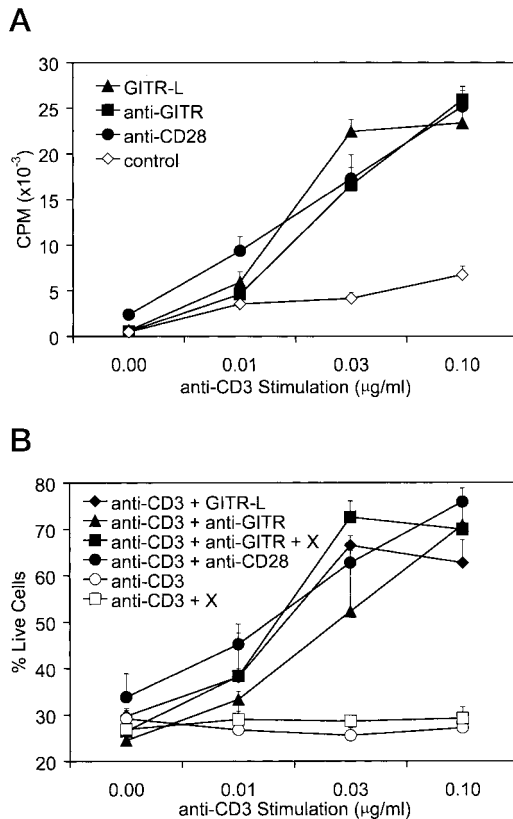 A
30
25
20
15
10
5
0
CPM (x10⁻³)
GITR-L
anti-GITR
anti-CD28
control
0.00 0.01 0.03 0.10
anti-CD3 Stimulation (µg/ml)
B
80
70
60
50
40
30
20
% Live Cells
anti-CD3 + GITR-L
anti-CD3 + anti-GITR
anti-CD3 + anti-GITR + X
anti-CD3 + anti-CD28
anti-CD3
anti-CD3 + X
0.00 0.01 0.03 0.10
anti-CD3 Stimulation (µg/ml)